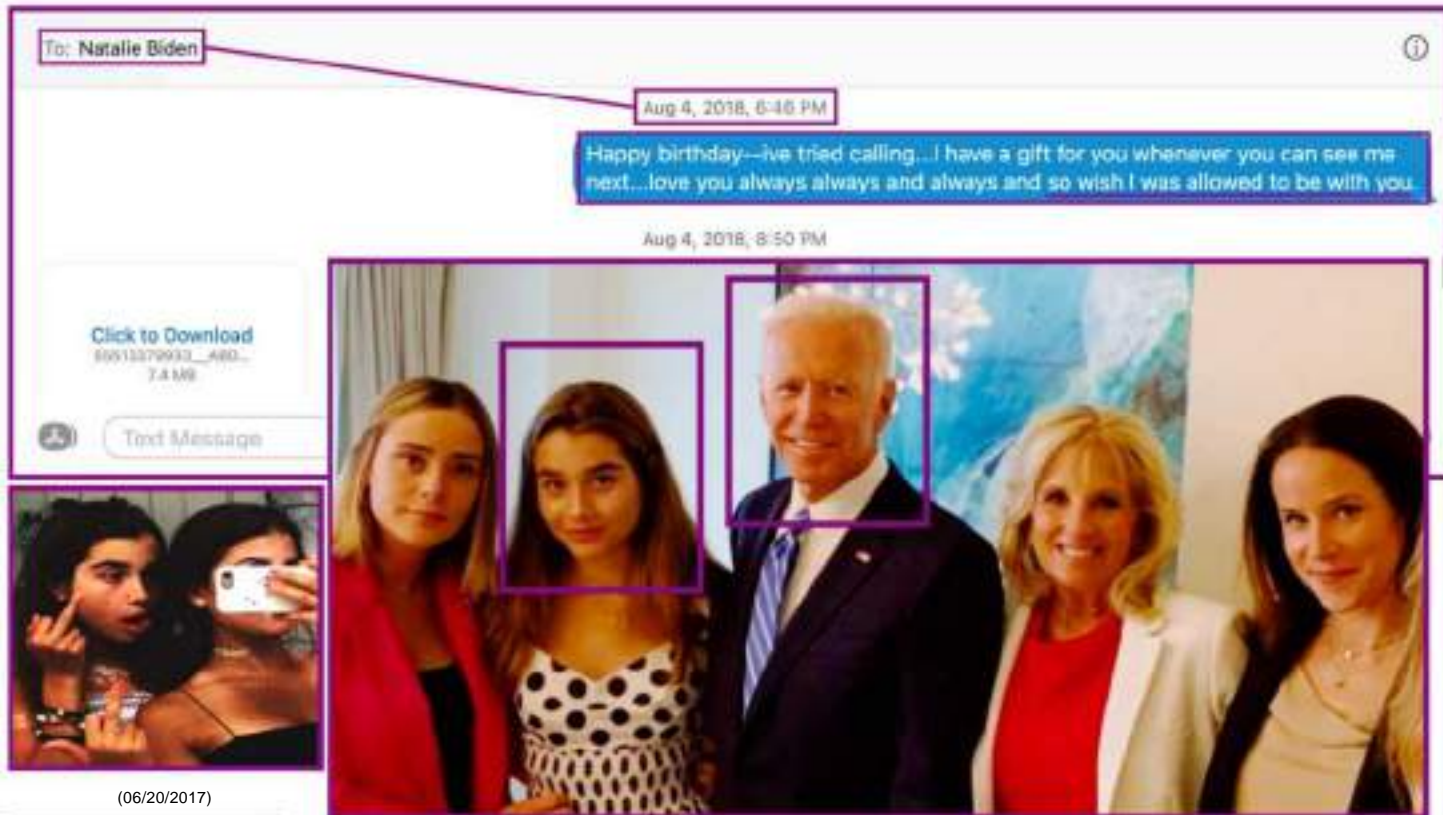 To: Natalie Biden
Aug 4, 2018, 6:46 PM
Happy birthday—ive tried calling...I have a gift for you whenever you can see me
next...love you always always and always and so wish I was allowed to be with you.
Aug 4, 2018, 8:50 PM
Click to Download
7.4 MB
Text Message
(06/20/2017)